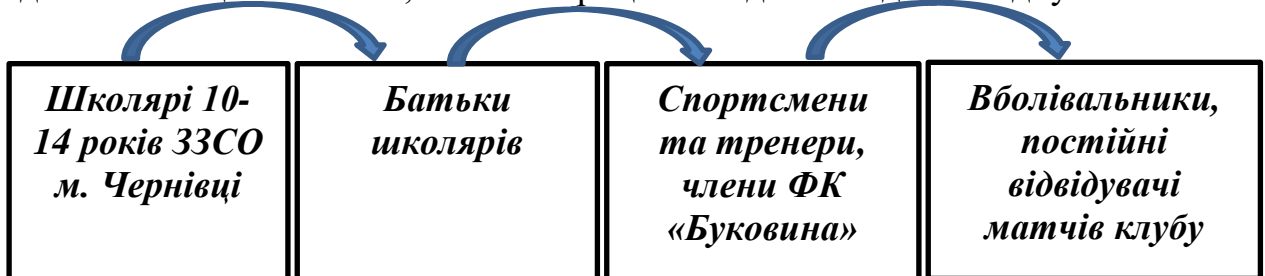 Школярі 10-
14 років ЗЗСО
м. Чернівці
Батьки
школярів
Спортсмени
та тренери,
члени ФК
«Буковина»
Вболівальники,
постійні
відвідувачі
матчів клубу